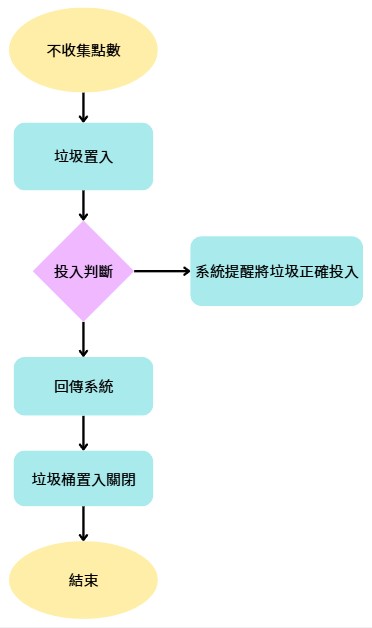 不收集點數
垃圾置入
投入判斷
系統提醒將垃圾正確投入
回傳系統
垃圾桶置入關閉
結束